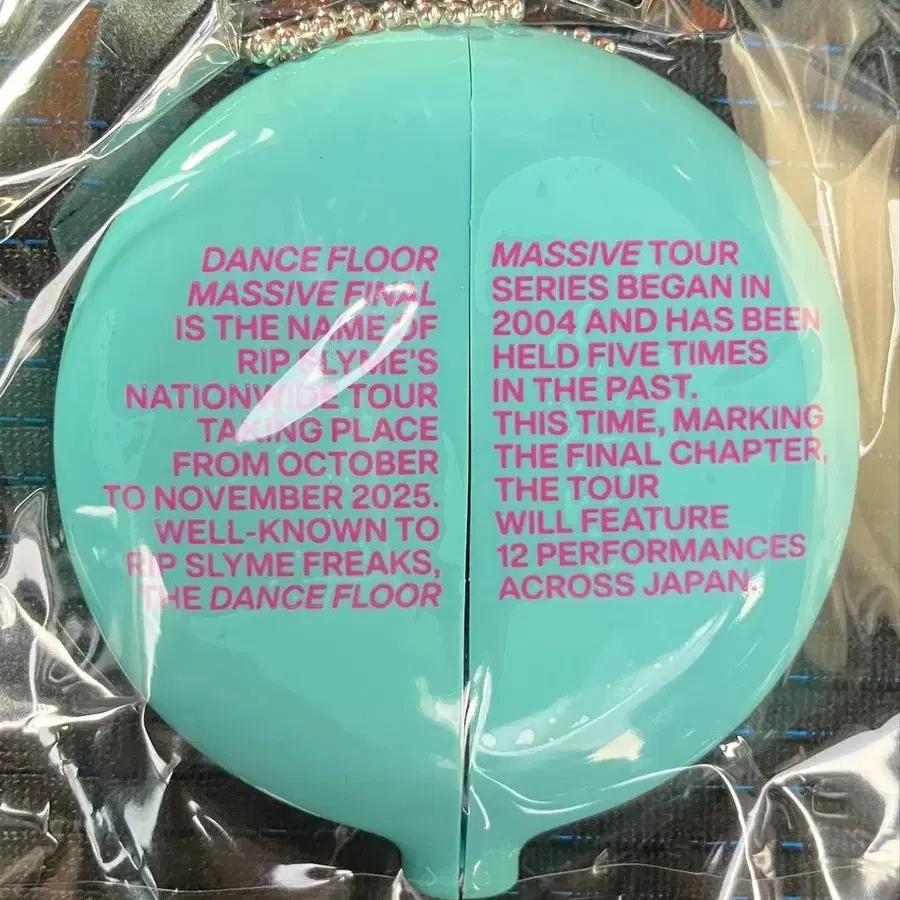 DANCE FLOOR
MASSIVE FINAL
IS THE NAME OF
RIP SLYME'S
NATIONWIDE TOUR
TAKING PLACE
FROM OCTOBER
TO NOVEMBER 2025.
WELL-KNOWN TO
RIP SLYME FREAKS,
THE DANCE FLOOR
MASSIVE TOUR
SERIES BEGAN IN
2004 AND HAS BEEN
HELD FIVE TIMES
IN THE PAST.
THIS TIME, MARKING
THE FINAL CHAPTER,
THE TOUR
WILL FEATURE
12 PERFORMANCES
ACROSS JAPAN.